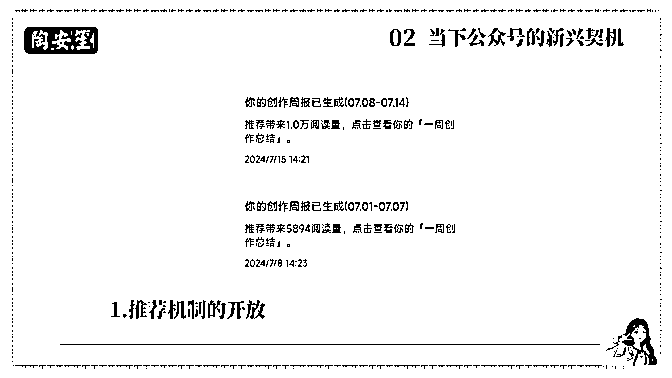 02 当下公众号的新兴契机
你的创作周报已生成(07.08-07.14)
推荐带来1.0万阅读量，点击查看你的「一周创
作总结」。
2024/7/15 14:21
你的创作周报已生成(07.01-07.07)
推荐带来5894阅读量，点击查看你的「一周创
作总结」。
2024/7/8 14:23
1.推荐机制的开放